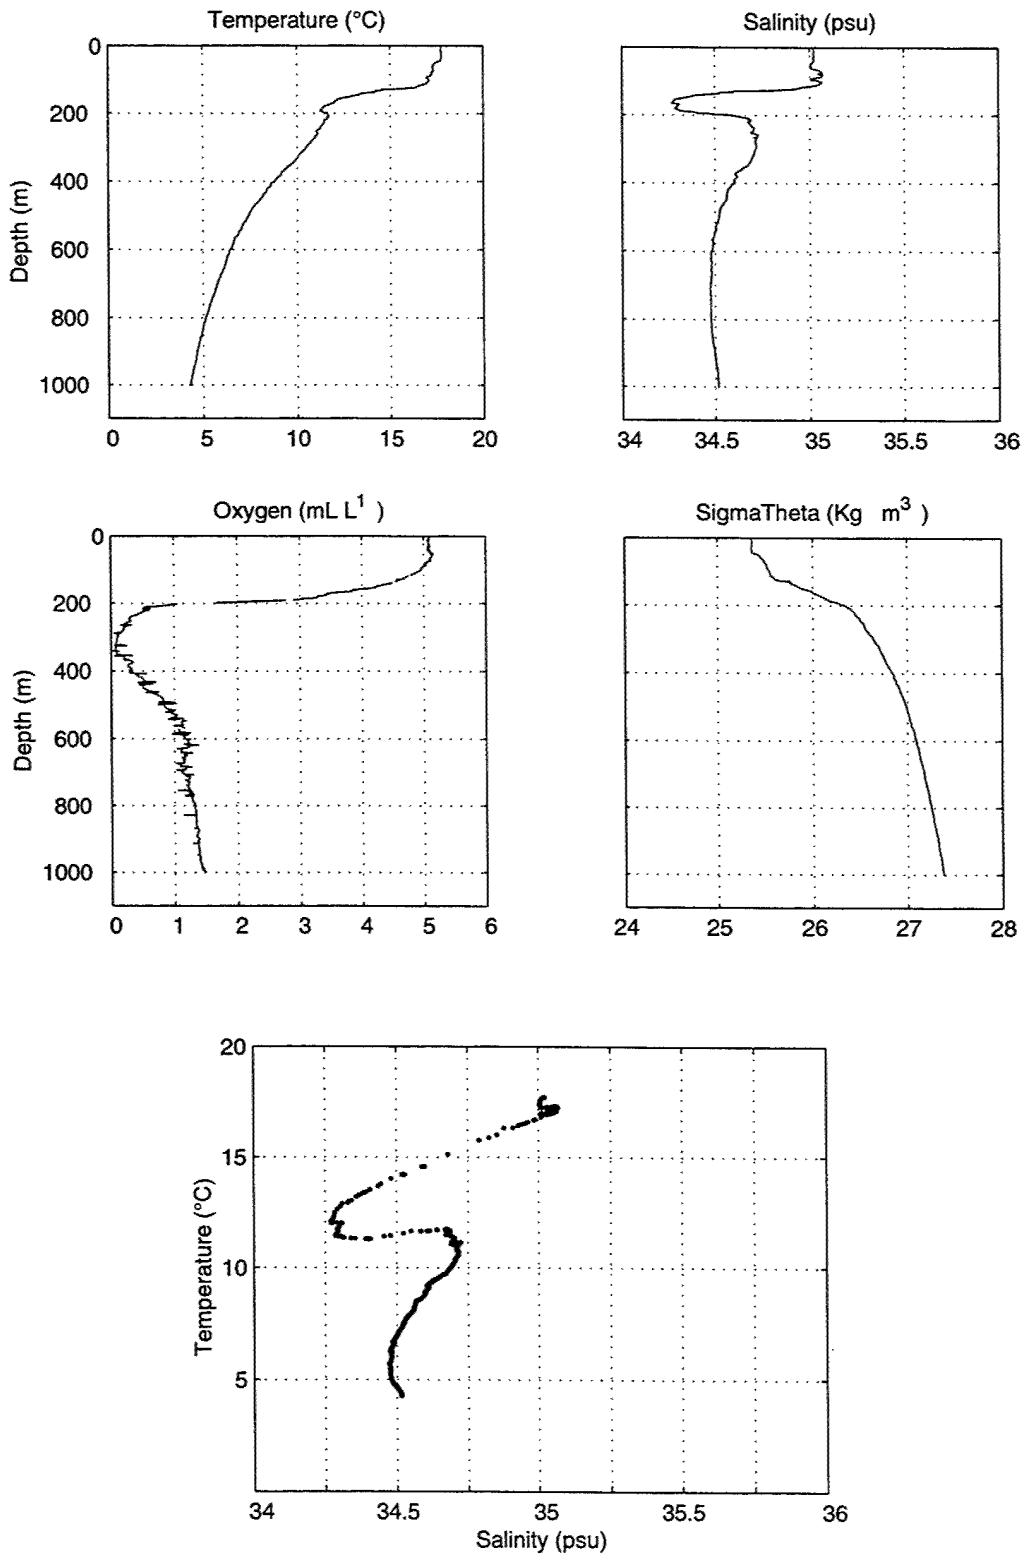 Temperature (°C)
Salinity (psu)
0
200
400
600
800
1000
Depth (m)
0 5 10 15 20
34 34.5 35 35.5 36
Oxygen (mL L1 )
SigmaTheta (Kg m3 )
0
200
400
600
800
1000
Depth (m)
0 1 2 3 4 5 6
24 25 26 27 28
20
15
10
5
Temperature (°C)
34 34.5 35 35.5 36
Salinity (psu)